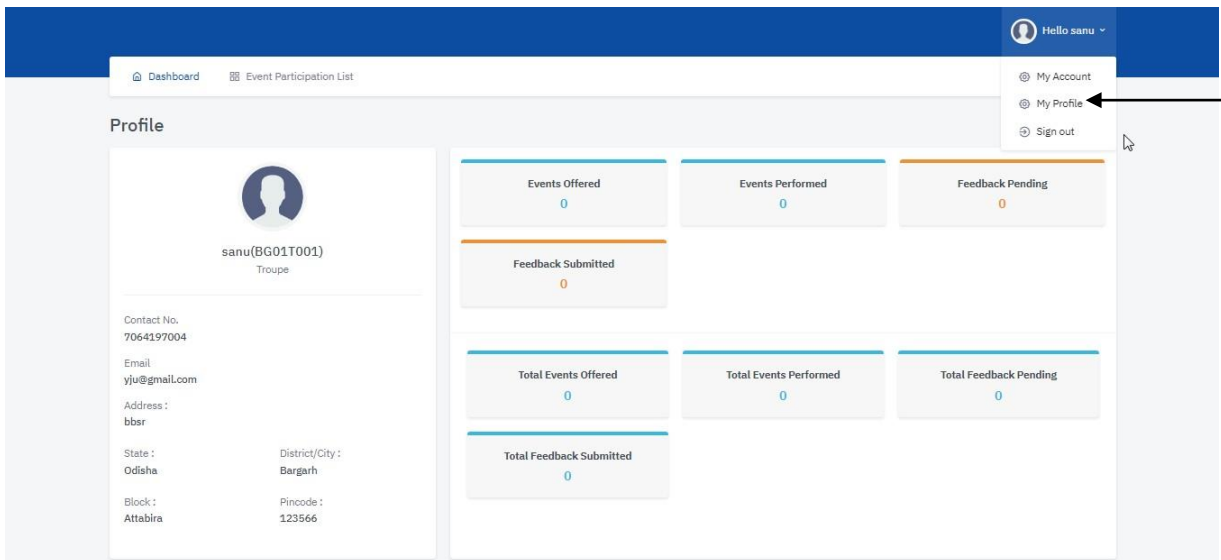 Hello sanu
Dashboard Event Participation List
My Account
My Profile
Sign out
Profile
sanu(BG01T001)
Troupe
Contact No.
7064197004
Email
yju@gmail.com
Address :
bbsr
State : District/City :
Odisha Bargarh
Block : Pincode :
Attabira 123566
Events Offered Events Performed Feedback Pending
0 0 0
Feedback Submitted
0
Total Events Offered Total Events Performed Total Feedback Pending
0 0 0
Total Feedback Submitted
0